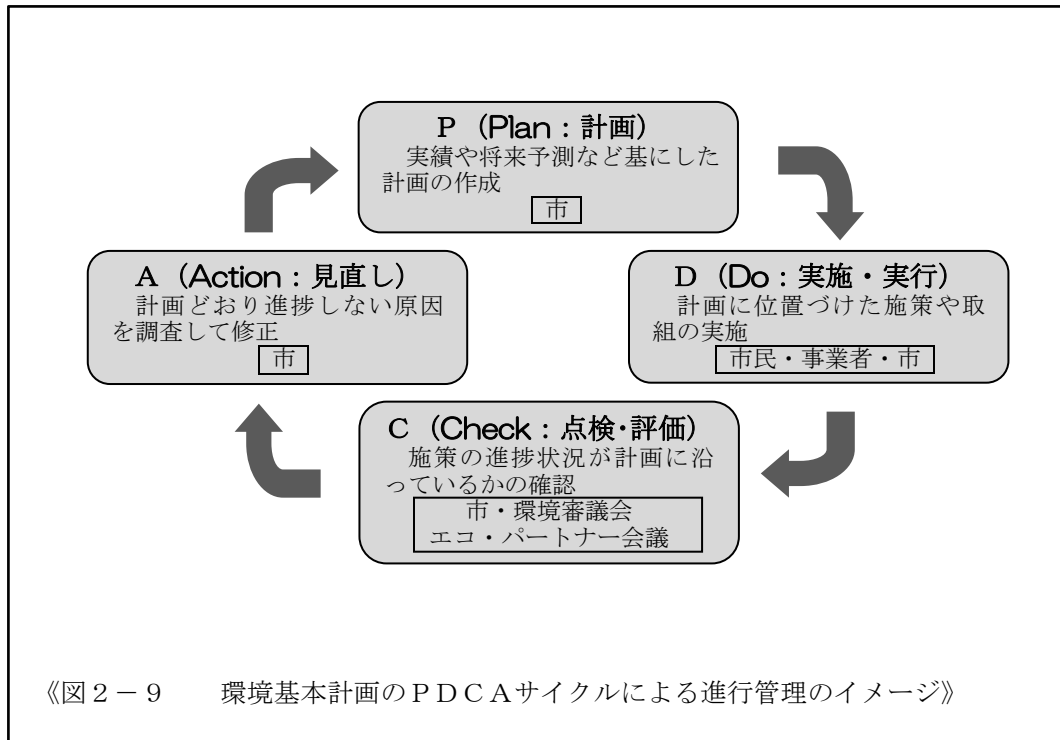 P（Plan：計画）
実績や将来予測など基にした
計画の作成
市
A（Action：見直し）
計画どおり進捗しない原因
を調査して修正
市
D（Do：実施・実行）
計画に位置づけた施策や取
組の実施
市民・事業者・市
C（Check：点検･評価）
施策の進捗状況が計画に沿
っているかの確認
市・環境審議会
エコ・パートナー会議
《図２－９　　環境基本計画のＰＤＣＡサイクルによる進行管理のイメージ》